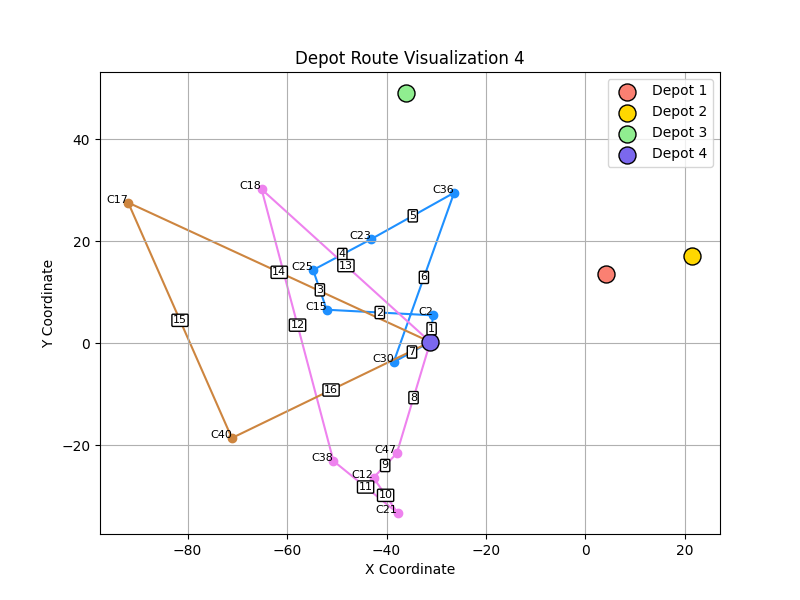 Depot Route Visualization 4
Depot 1
Depot 2
Depot 3
Depot 4
Y Coordinate
40
20
0
−20
C17
C18
C36
C23
C25
C15
C2
C30
C40
C38
C47
C12
C21
1
2
3
4
5
6
7
8
9
10
11
12
13
14
15
16
−80
−60
−40
−20
0
20
X Coordinate